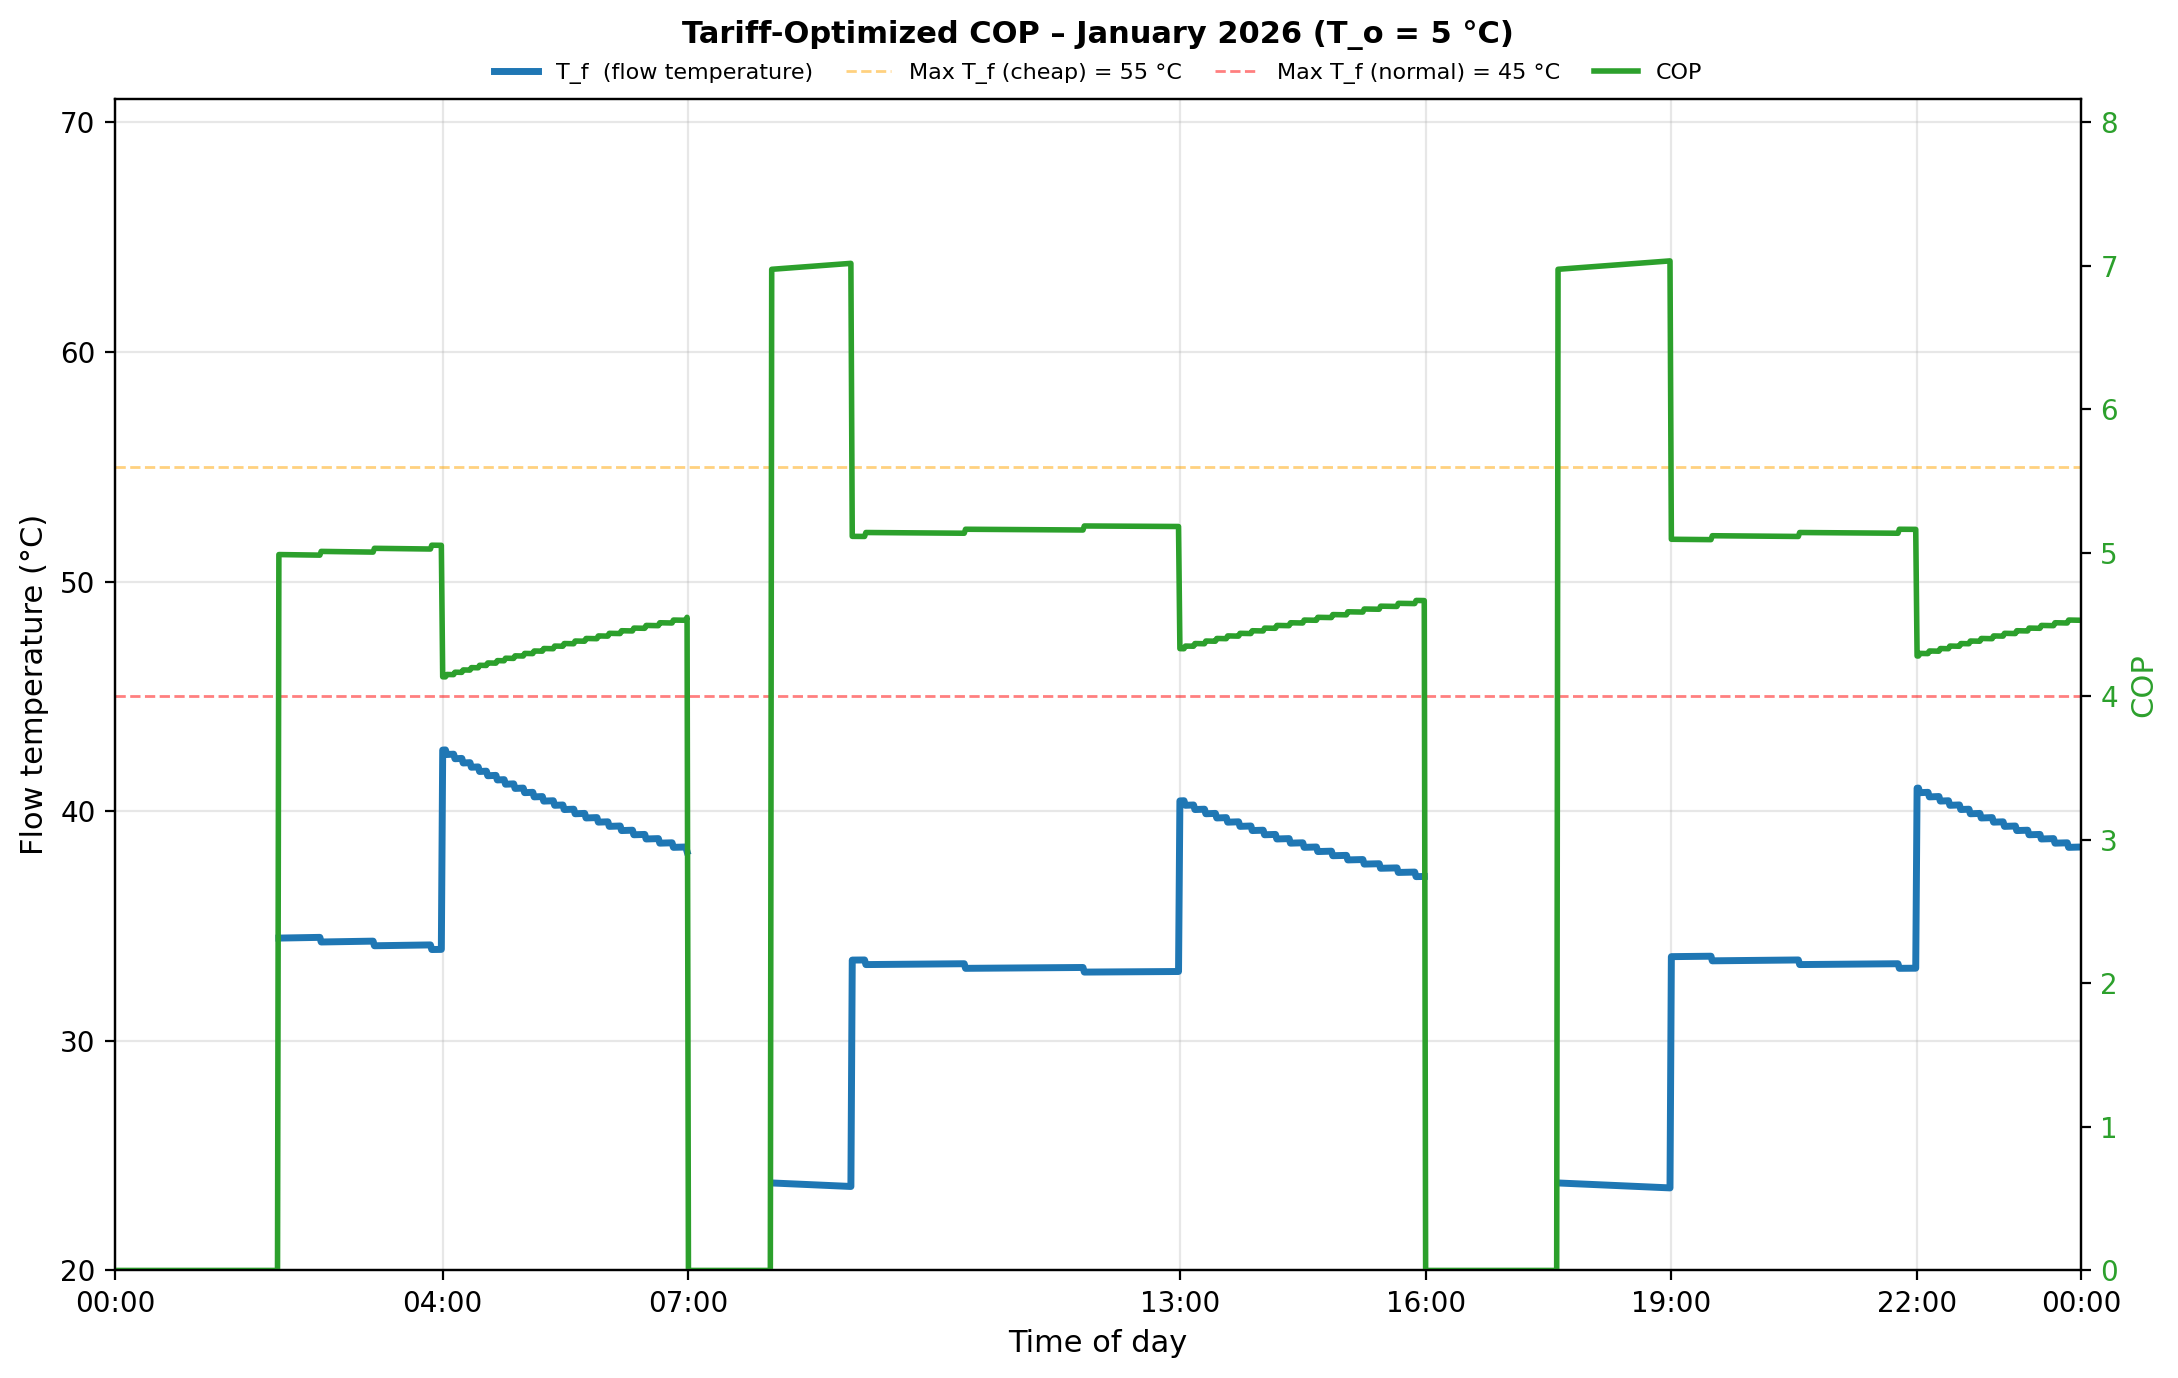 Tariff-Optimized COP – January 2026 (T_o = 5 °C)
T_f (flow temperature) Max T_f (cheap) = 55 °C Max T_f (normal) = 45 °C COP
70
60
50
40
30
20
Flow temperature (°C)
8
7
6
5
4
3
2
1
0
COP
00:00 04:00 07:00 13:00 16:00 19:00 22:00 00:00
Time of day